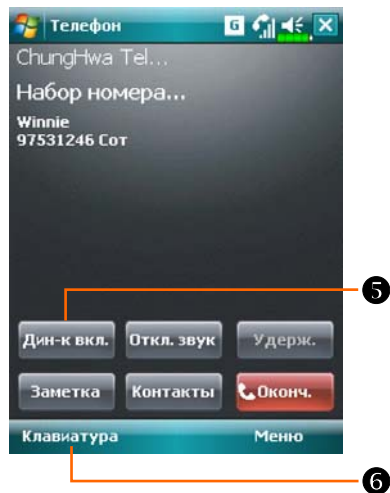 Телефон G
ChungHwa Tel...
Набор номера...
Winnie
97531246 Сот
5
Дин-к вкл. Откл. звук Удерж.
Заметка Контакты Оконч.
Клавиатура Меню
6